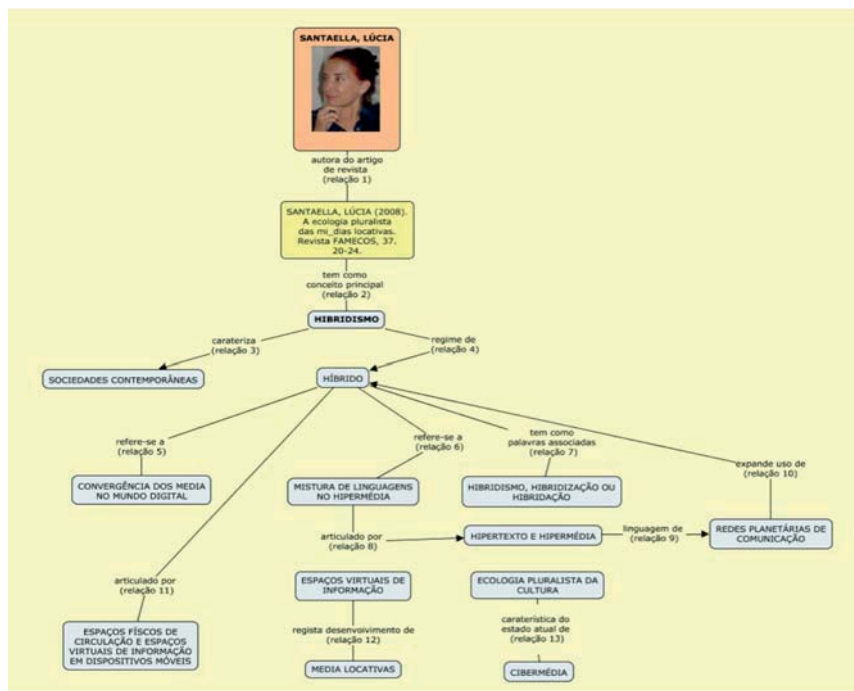 SANTAELLA, LÚCIA
autora do artigo
de revista
(relação 1)
SANTAELLA, LÚCIA (2008).
A ecologia pluralista
das mi_dias locativas.
Revista FAMECOS, 37.
20-24.
tem como
conceito principal
(relação 2)
HIBRIDISMO
carateriza
(relação 3)
regime de
(relação 4)
SOCIEDADES CONTEMPORÂNEAS
HÍBRIDO
refere-se a
(relação 5)
refere-se a
(relação 6)
tem como
palavras associadas
(relação 7)
expande uso de
(relação 10)
CONVERGÊNCIA DOS MEDIA
NO MUNDO DIGITAL
MISTURA DE LINGUAGENS
NO HIPERMÉDIA
HIBRIDISMO, HIBRIDIZAÇÃO OU
HIBRIDAÇÃO
articulado por
(relação 8)
HIPERTEXTO E HIPERMÉDIA
linguagem de
(relação 9)
REDES PLANETÁRIAS DE
COMUNICAÇÃO
articulado por
(relação 11)
ESPAÇOS VIRTUAIS DE
INFORMAÇÃO
ECOLOGIA PLURALISTA DA
CULTURA
ESPAÇOS FÍSCOS DE
CIRCULAÇÃO E ESPAÇOS
VIRTUAIS DE INFORMAÇÃO
EM DISPOSITIVOS MÓVEIS
regista desenvolvimento de
(relação 12)
caraterística do
estado atual de
(relação 13)
MEDIA LOCATIVAS
CIBERMÉDIA